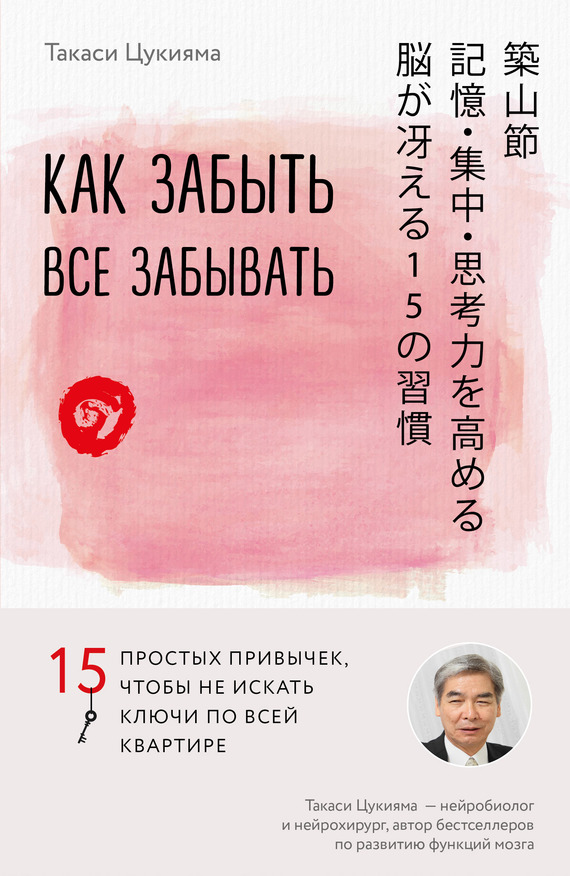 Такаси Цукияма
КАК ЗАБЫТЬ
ВСЕ ЗАБЫВАТЬ
築山節
記憶・集中・思考力を高める
脳が冴える15の習慣
15 ПРОСТЫХ ПРИВЫЧЕК,
ЧТОБЫ НЕ ИСКАТЬ
КЛЮЧИ ПО ВСЕЙ
КВАРТИРЕ
Такаси Цукияма — нейробиолог
и нейрохирург, автор бестселлеров
по развитию функций мозга